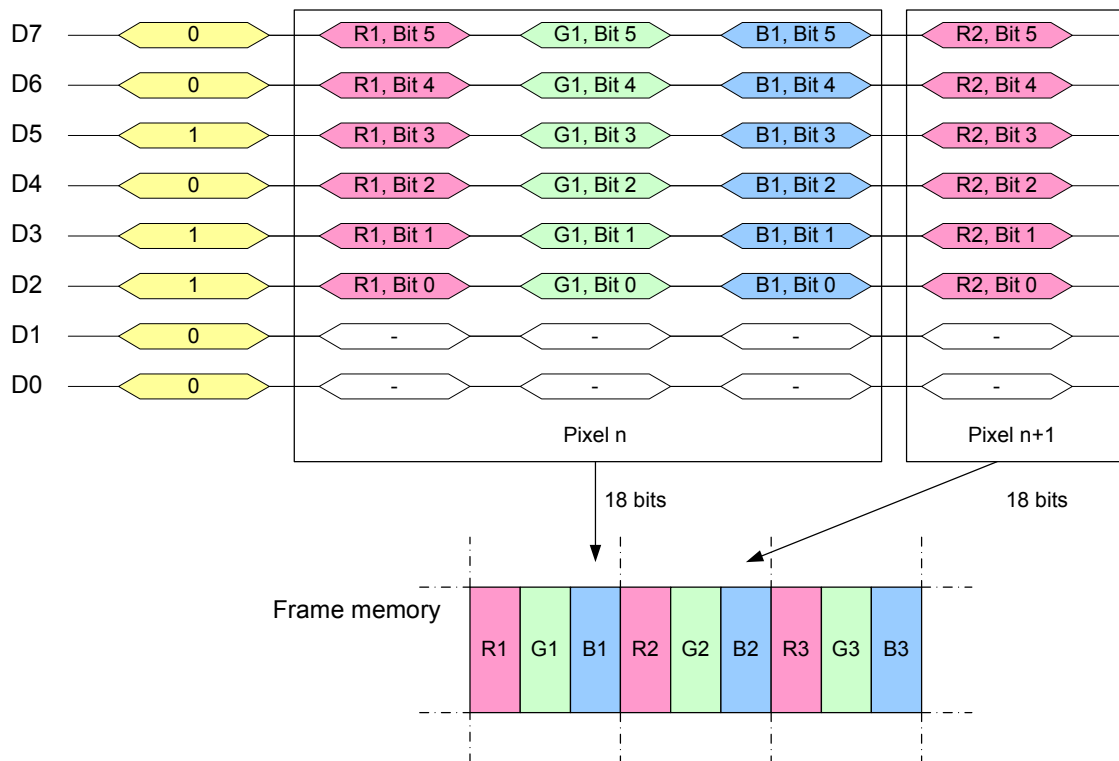 D7 0 R1, Bit 5 G1, Bit 5 B1, Bit 5 R2, Bit 5
D6 0 R1, Bit 4 G1, Bit 4 B1, Bit 4 R2, Bit 4
D5 1 R1, Bit 3 G1, Bit 3 B1, Bit 3 R2, Bit 3
D4 0 R1, Bit 2 G1, Bit 2 B1, Bit 2 R2, Bit 2
D3 1 R1, Bit 1 G1, Bit 1 B1, Bit 1 R2, Bit 1
D2 1 R1, Bit 0 G1, Bit 0 B1, Bit 0 R2, Bit 0
D1 0 - - - -
D0 0 - - - -
Pixel n Pixel n+1
18 bits 18 bits
Frame memory
R1 G1 B1 R2 G2 B2 R3 G3 B3